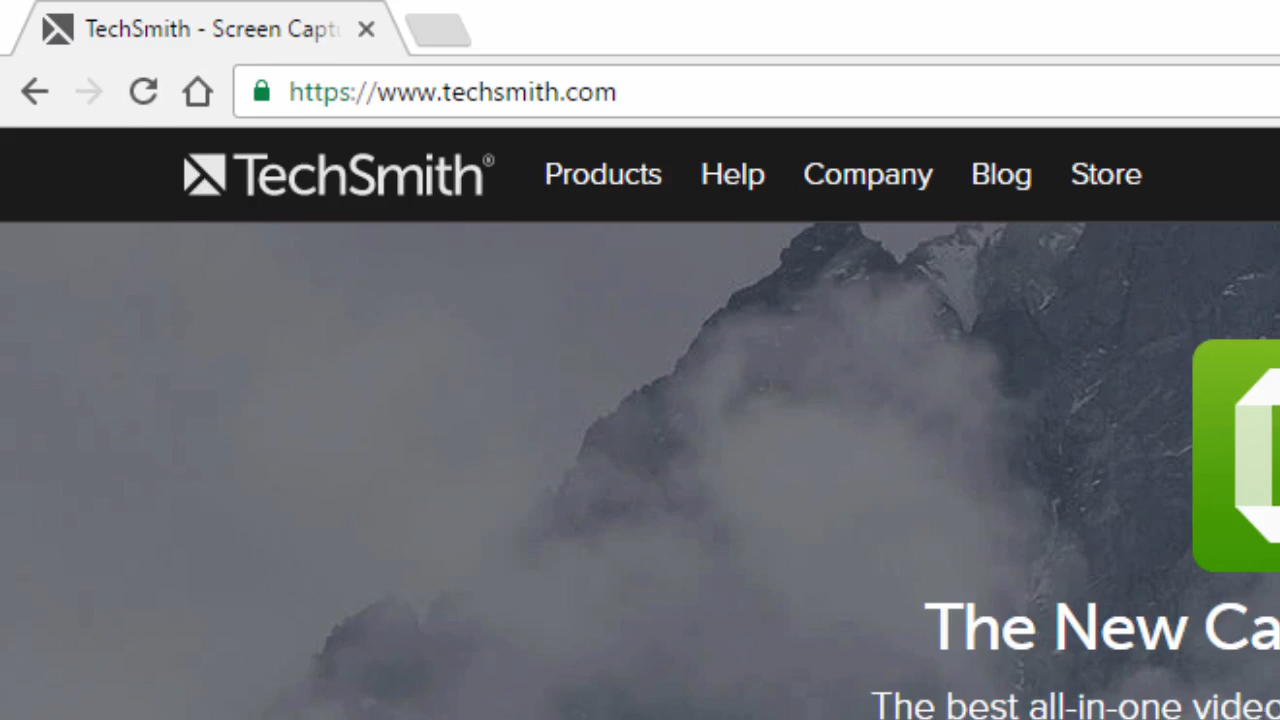 TechSmith - Screen Capt
https://www.techsmith.com
TechSmith®
Products Help Company Blog Store
The New Ca
The best all-in-one video